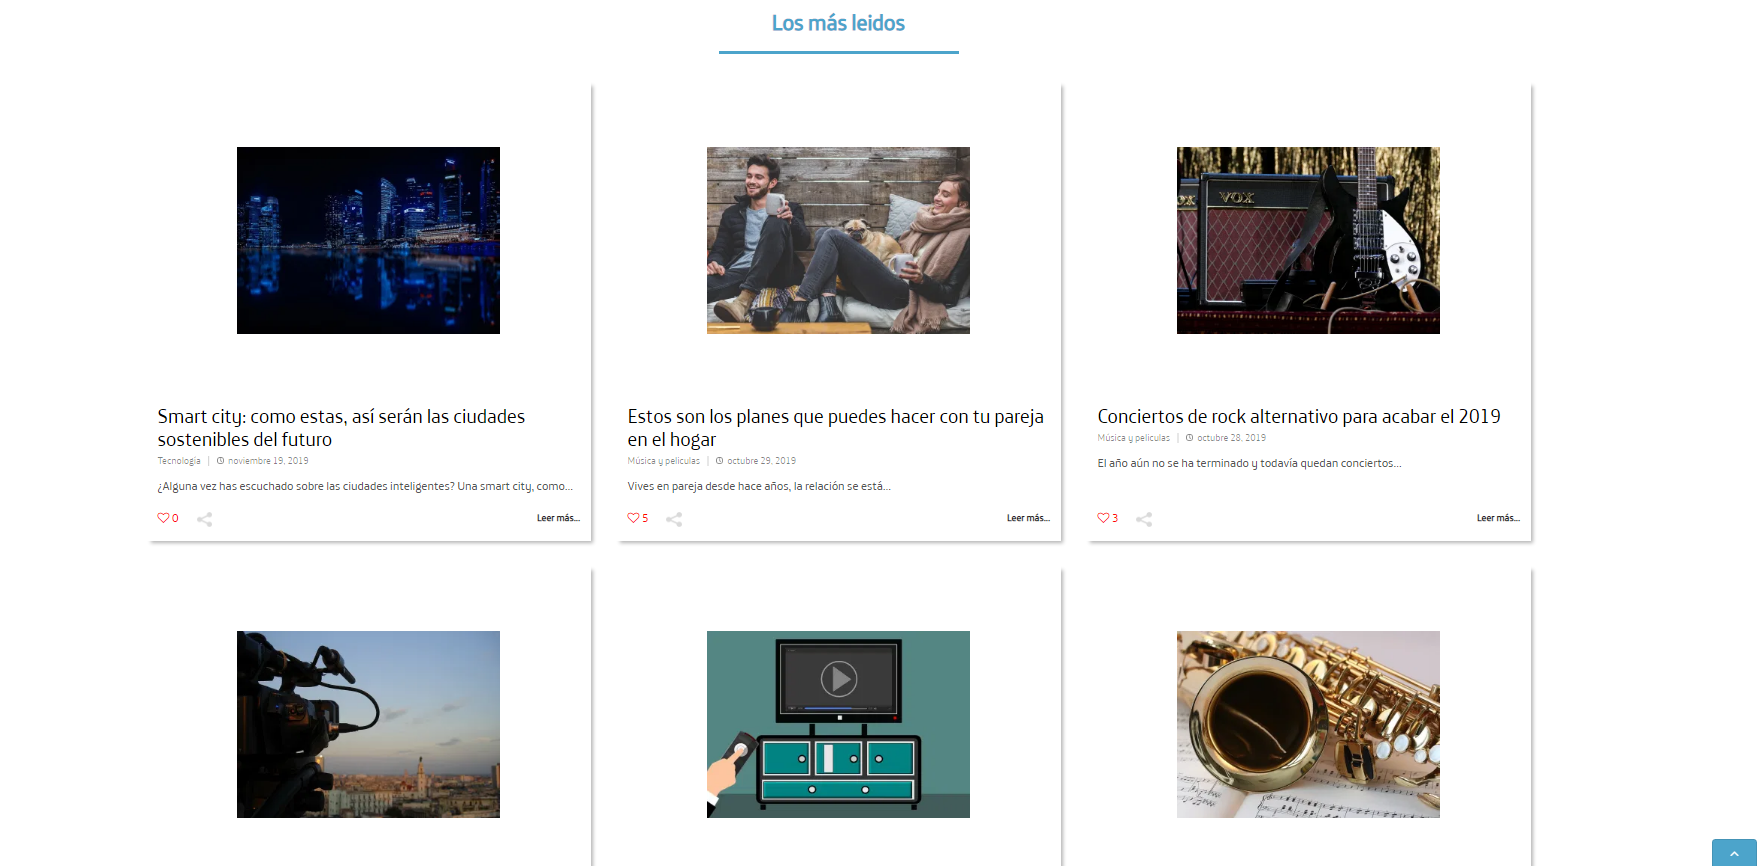 Los más leidos
VOX
Smart city: como estas, así serán las ciudades
sostenibles del futuro
Tecnología | noviembre 19, 2019
¿Alguna vez has escuchado sobre las ciudades inteligentes? Una smart city, como...
0
Leer más...
Estos son los planes que puedes hacer con tu pareja
en el hogar
Música y películas | octubre 29, 2019
Vives en pareja desde hace años, la relación se está...
5
Leer más...
Conciertos de rock alternativo para acabar el 2019
Música y películas | octubre 28, 2019
El año aún no se ha terminado y todavía quedan conciertos...
3
Leer más...